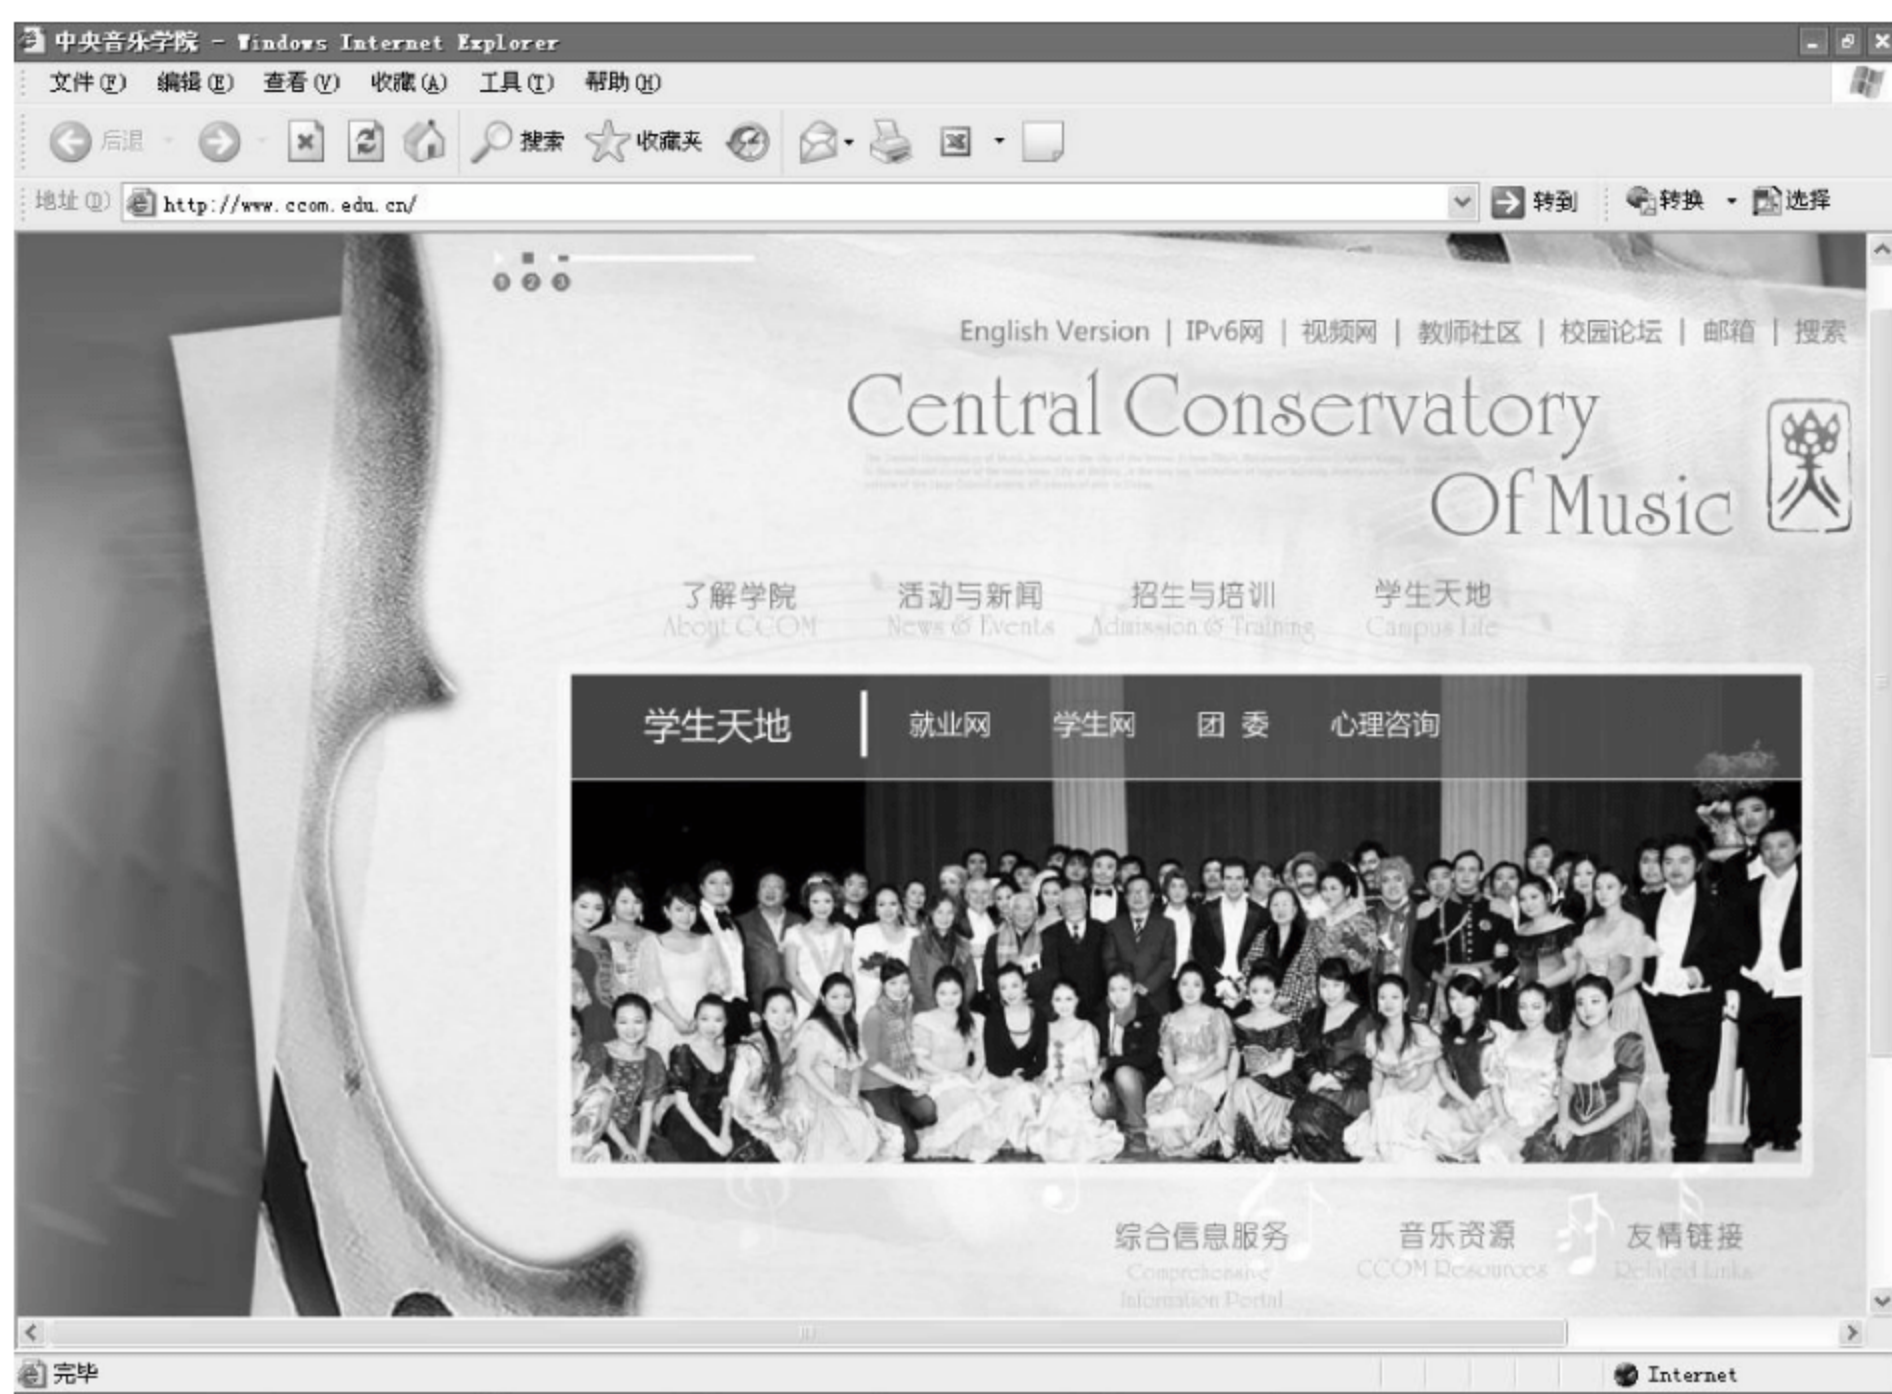 中央音乐学院 - Windows Internet Explorer
文件(F) 编辑(E) 查看(V) 收藏(A) 工具(T) 帮助(H)
后退 搜索 收藏夹
地址(D) http://www.ccom.edu.cn/ 转到 转换 选择
1 2 3
English Version | IPv6网 | 视频网 | 教师社区 | 校园论坛 | 邮箱 | 搜索
Central Conservatory
Of Music
了解学院 活动与新闻 招生与培训 学生天地
About CCOM News & Events Admission & Training Campus Life
学生天地 就业网 学生网 团 委 心理咨询
综合信息服务 音乐资源 友情链接
Comprehensive CCOM Resources Related Links
Information Portal
完毕 Internet